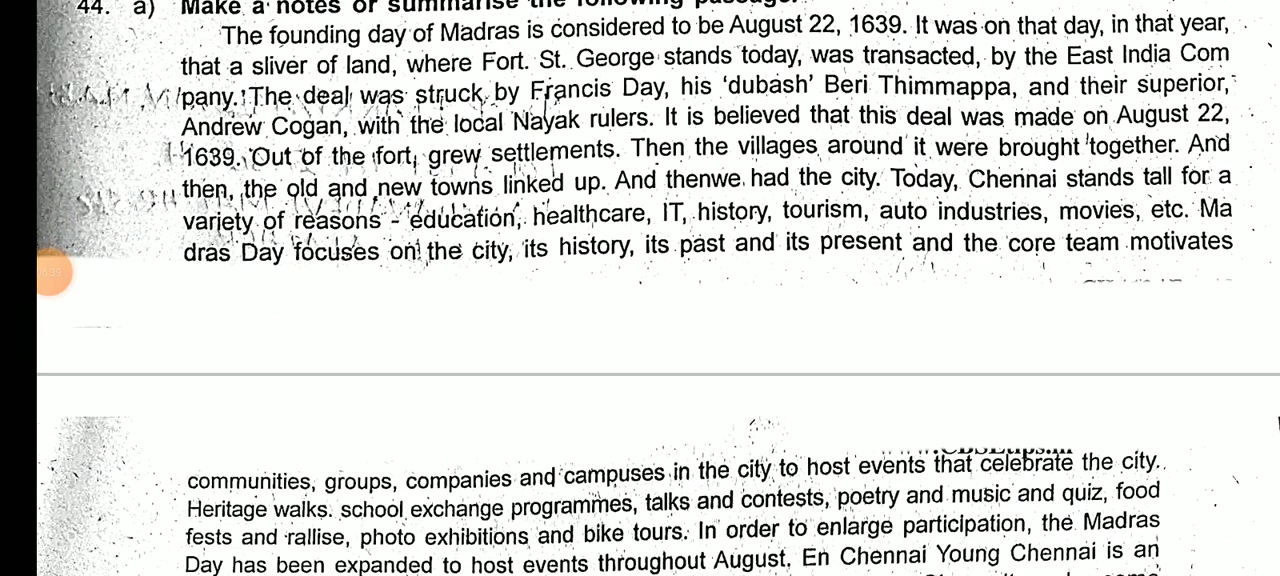 44. a) Make a notes or summarise the following passage.
The founding day of Madras is considered to be August 22, 1639. It was on that day, in that year,
that a sliver of land, where Fort. St. George stands today, was transacted, by the East India Com
pany. The deal was struck by Francis Day, his 'dubash' Beri Thimmappa, and their superior,
Andrew Cogan, with the local Nayak rulers. It is believed that this deal was made on August 22,
1639. Out of the fort, grew settlements. Then the villages around it were brought together. And
then, the old and new towns linked up. And thenwe had the city. Today, Chennai stands tall for a
variety of reasons - education, healthcare, IT, history, tourism, auto industries, movies, etc. Ma
dras Day focuses on the city, its history, its past and its present and the core team motivates
communities, groups, companies and campuses in the city to host events that celebrate the city.
Heritage walks. school exchange programmes, talks and contests, poetry and music and quiz, food
fests and rallise, photo exhibitions and bike tours. In order to enlarge participation, the Madras
Day has been expanded to host events throughout August. En Chennai Young Chennai is an